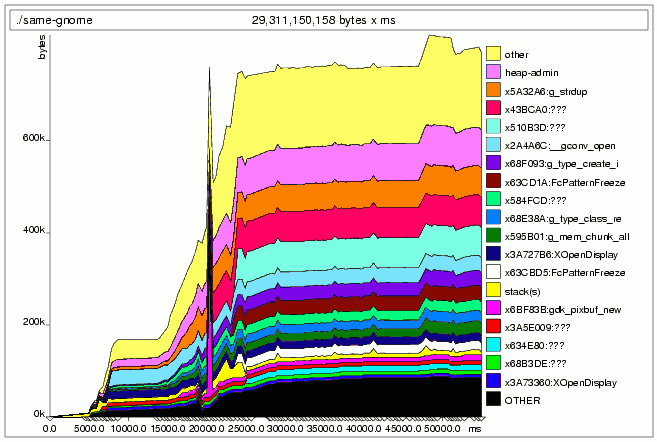 ./same-gnome 29,311,150,158 bytes x ms
bytes
600k
400k
200k
0k
0.0 5000.0 10000.0 15000.0 20000.0 25000.0 30000.0 35000.0 40000.0 45000.0 50000.0 ms
other
heap-admin
x5A32A6:g_strdup
x43BCA0:???
x510B3D:???
x2A4A6C:__gconv_open
x68F093:g_type_create_i
x63CD1A:FcPatternFreeze
x584FCD:???
x68E38A:g_type_class_re
x595B01:g_mem_chunk_all
x3A727B6:XOpenDisplay
x63CBD5:FcPatternFreeze
stack(s)
x6BF83B:gdk_pixbuf_new
x3A5E009:???
x634E80:???
x68B3DE:???
x3A73360:XOpenDisplay
OTHER